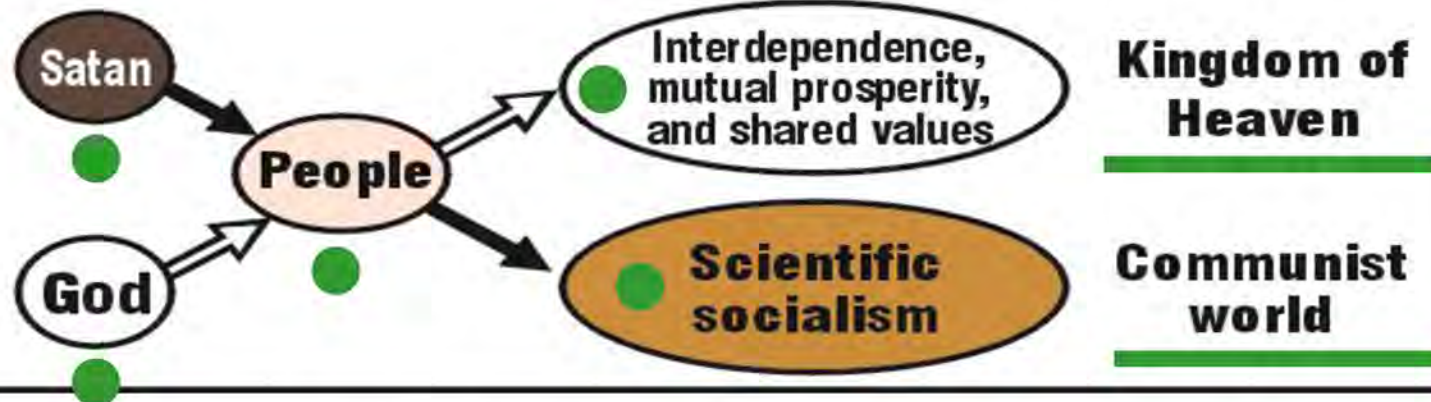 Satan
God
People
Interdependence,
mutual prosperity,
and shared values
Scientific
socialism
Kingdom of
Heaven
Communist
world